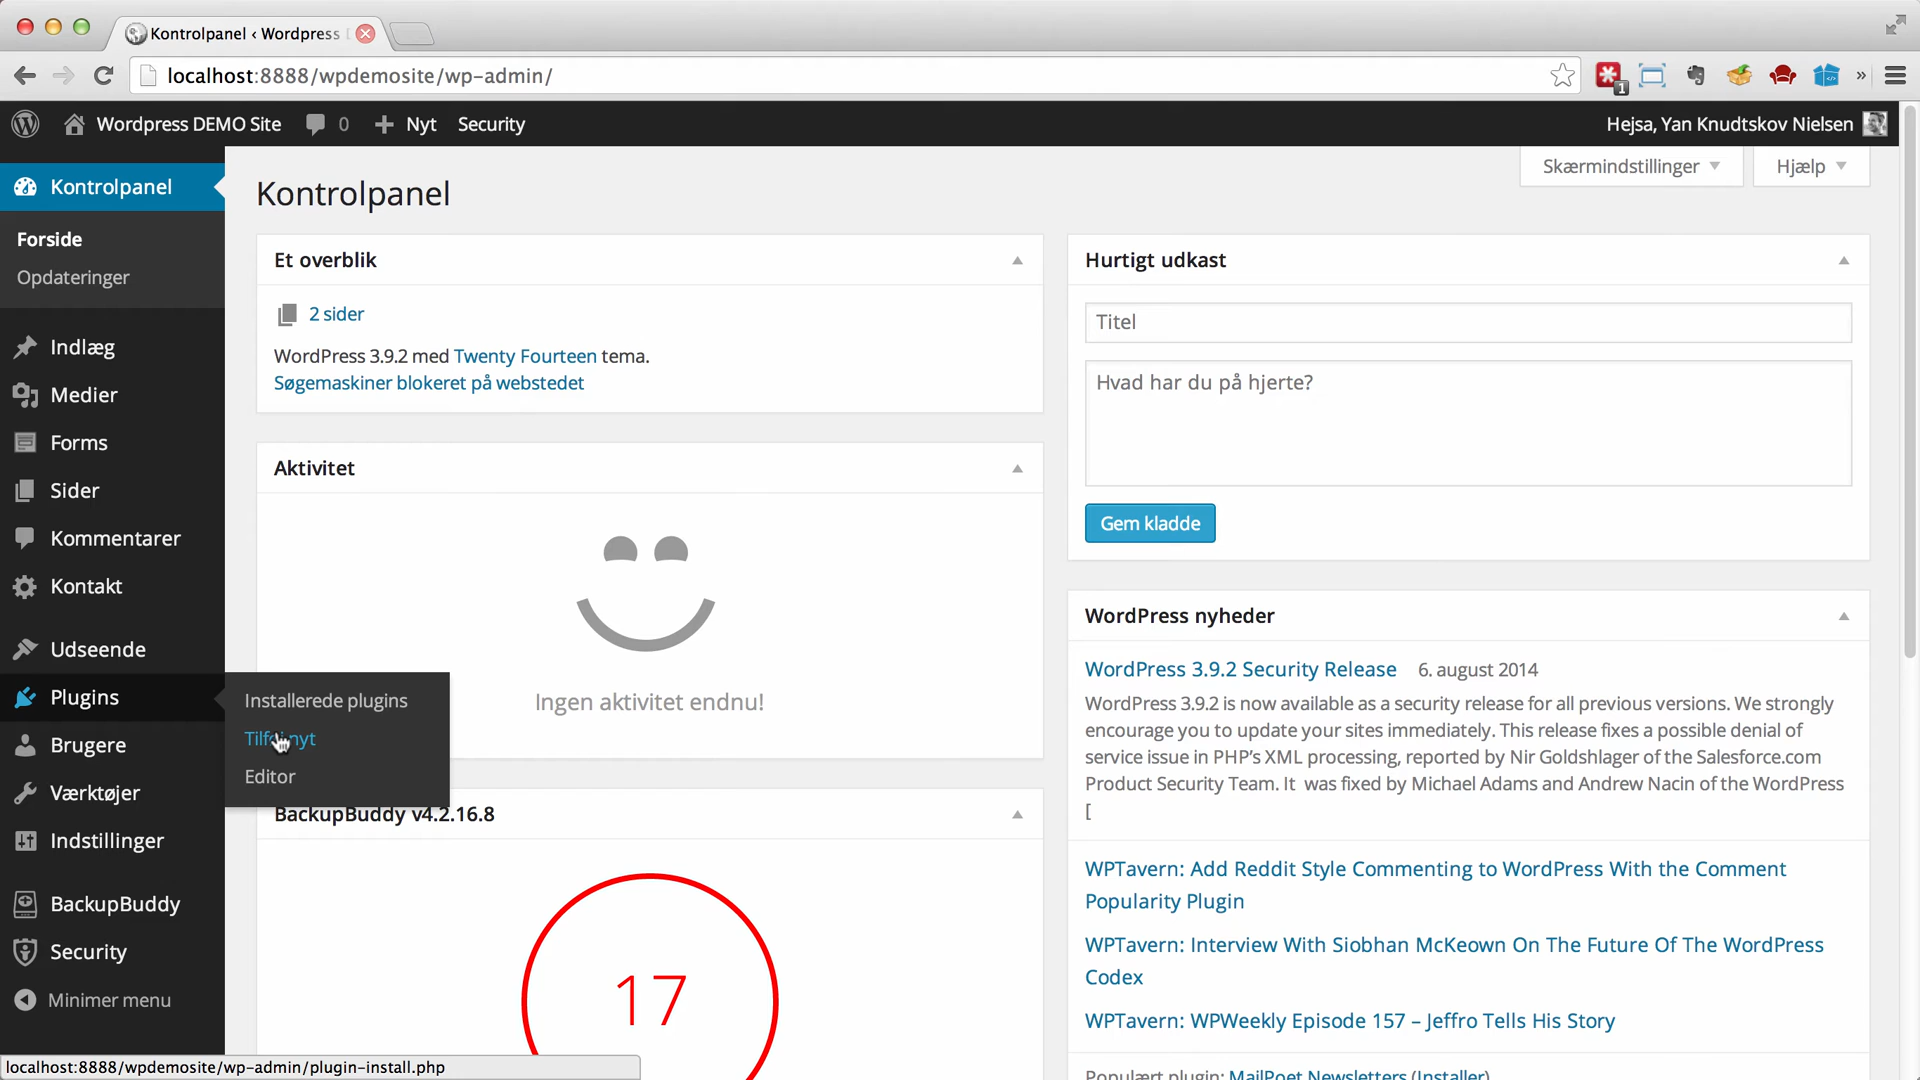 Kontrolpanel ‹ Wordpress
localhost:8888/wpdemosite/wp-admin/
1
Wordpress DEMO Site
0
Nyt
Security
Hejsa, Yan Knudtskov Nielsen
Skærmindstillinger
Hjælp
Kontrolpanel
Forside
Opdateringer
Indlæg
Medier
Forms
Sider
Kommentarer
Kontakt
Udseende
Plugins
Brugere
Værktøjer
Indstillinger
BackupBuddy
Security
Minimer menu
Installerede plugins
nyt
Editor
Kontrolpanel
Et overblik
2 sider
WordPress 3.9.2 med Twenty Fourteen tema.
Søgemaskiner blokeret på webstedet
Aktivitet
Ingen aktivitet endnu!
BackupBuddy v4.2.16.8
17
Hurtigt udkast
Titel
Hvad har du på hjerte?
Gem kladde
WordPress nyheder
WordPress 3.9.2 Security Release 6. august 2014
WordPress 3.9.2 is now available as a security release for all previous versions. We strongly
encourage you to update your sites immediately. This release fixes a possible denial of
service issue in PHP’s XML processing, reported by Nir Goldshlager of the Salesforce.com
Product Security Team. It was fixed by Michael Adams and Andrew Nacin of the WordPress
[
WPTavern: Add Reddit Style Commenting to WordPress With the Comment
Popularity Plugin
WPTavern: Interview With Siobhan McKeown On The Future Of The WordPress
Codex
WPTavern: WPWeekly Episode 157 – Jeffro Tells His Story
Populært plugin: MailPoet Newsletters (Installer)
localhost:8888/wpdemosite/wp-admin/plugin-install.php